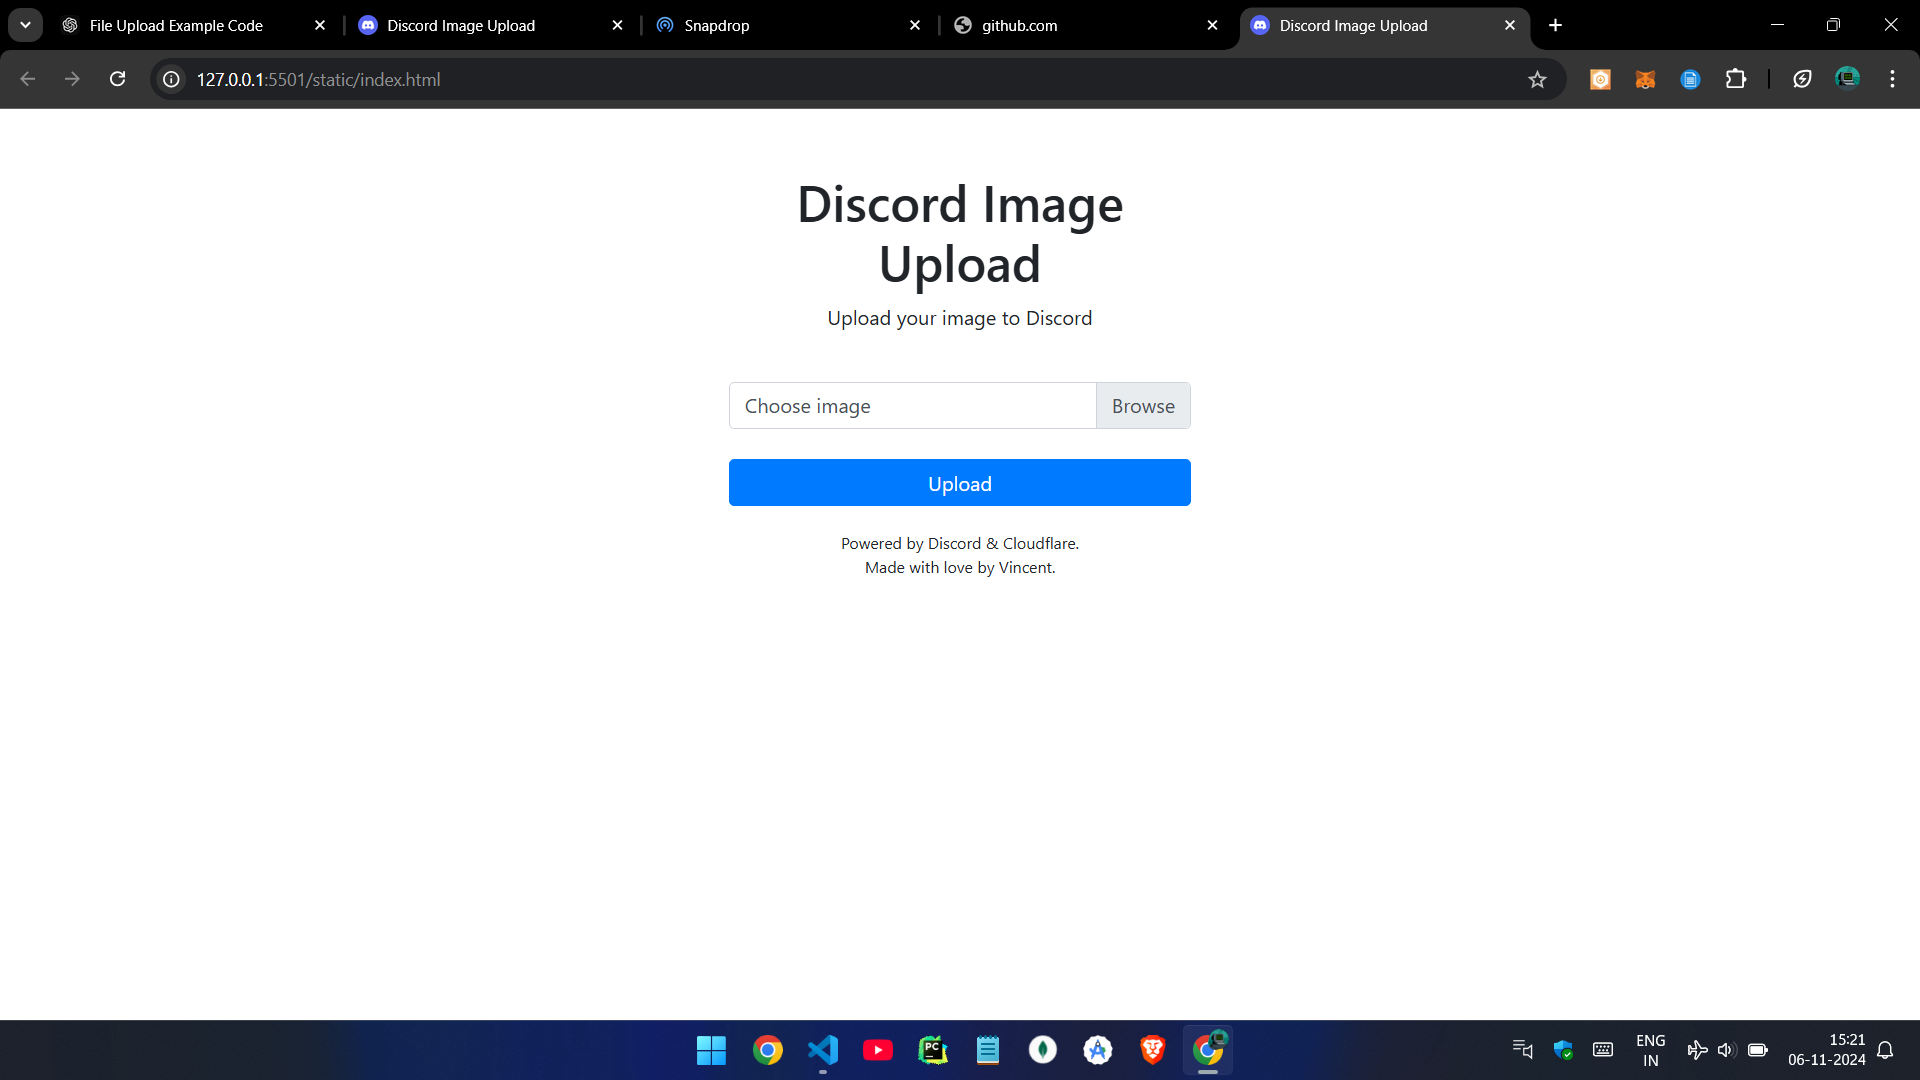 File Upload Example Code
Discord Image Upload
Snapdrop
github.com
Discord Image Upload
127.0.0.1:5501/static/index.html
Discord Image
Upload
Upload your image to Discord
Choose image
Browse
Upload
Powered by Discord & Cloudflare.
Made with love by Vincent.
PC
ENG
IN
15:21
06-11-2024